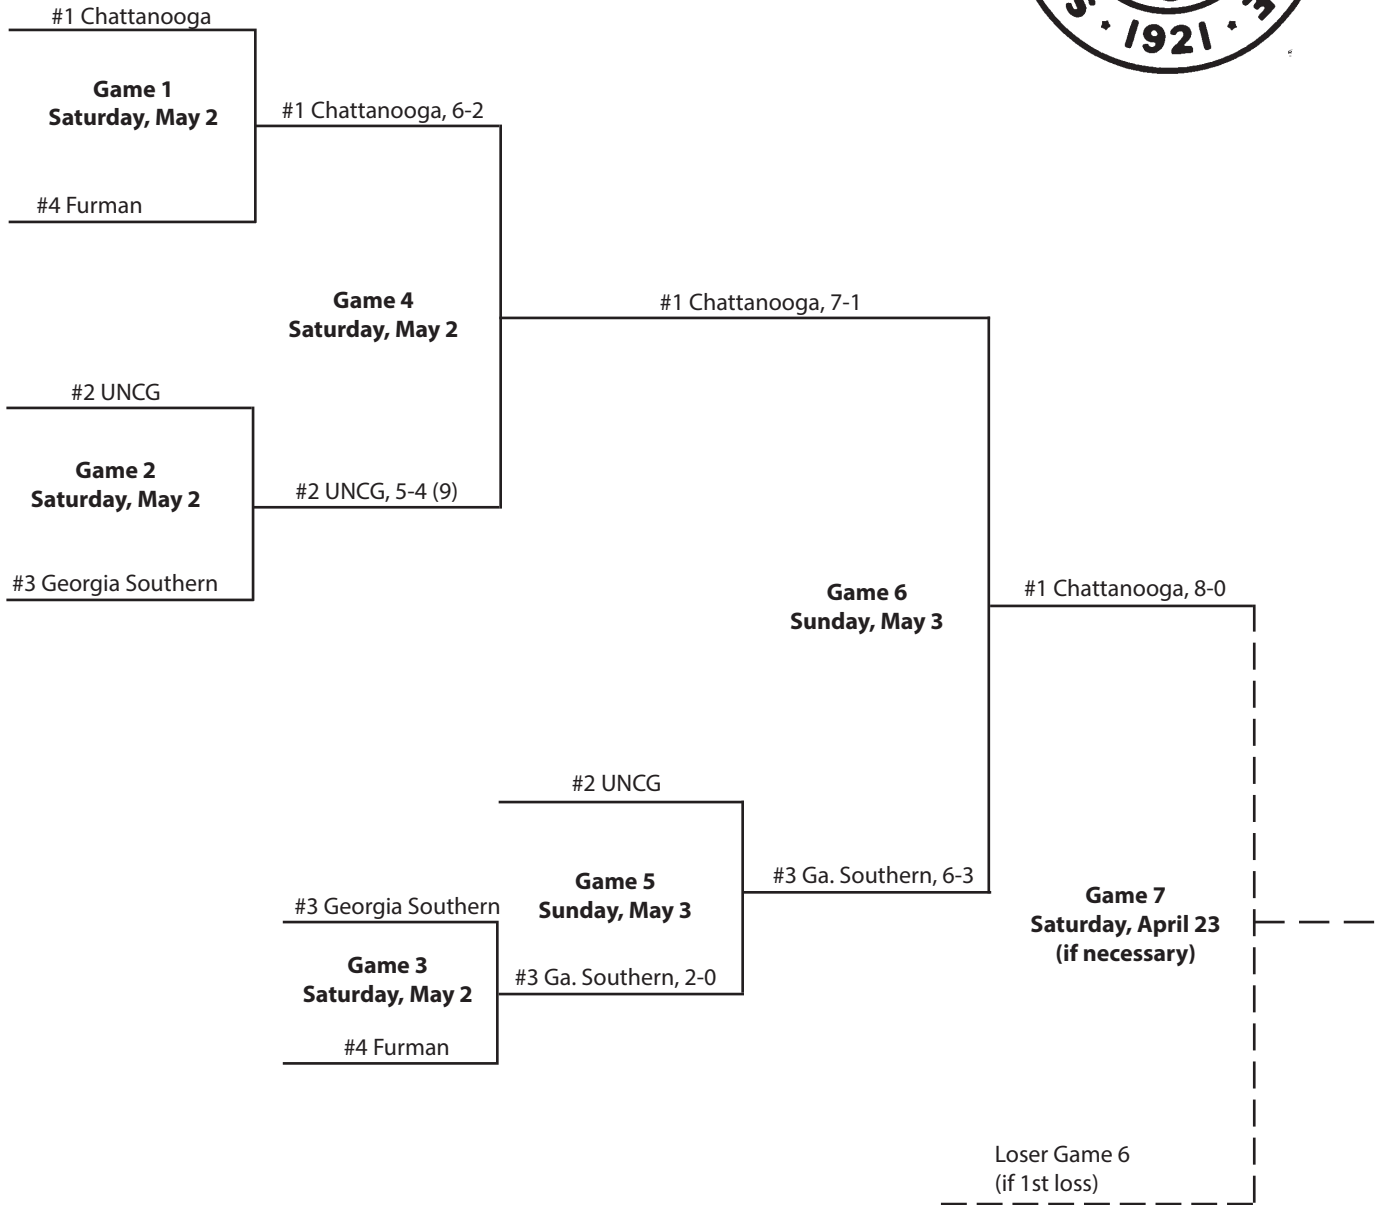 #1 Chattanooga
S · 1921 · E
Game 1
Saturday, May 2
#1 Chattanooga, 6-2
#4 Furman
Game 4
Saturday, May 2
#1 Chattanooga, 7-1
#2 UNCG
Game 2
Saturday, May 2
#2 UNCG, 5-4 (9)
#3 Georgia Southern
Game 6
Sunday, May 3
#1 Chattanooga, 8-0
#2 UNCG
Game 5
Sunday, May 3
#3 Ga. Southern, 6-3
#3 Georgia Southern
Game 3
Saturday, May 2
#3 Ga. Southern, 2-0
#4 Furman
Game 7
Saturday, April 23
(if necessary)
Loser Game 6
(if 1st loss)